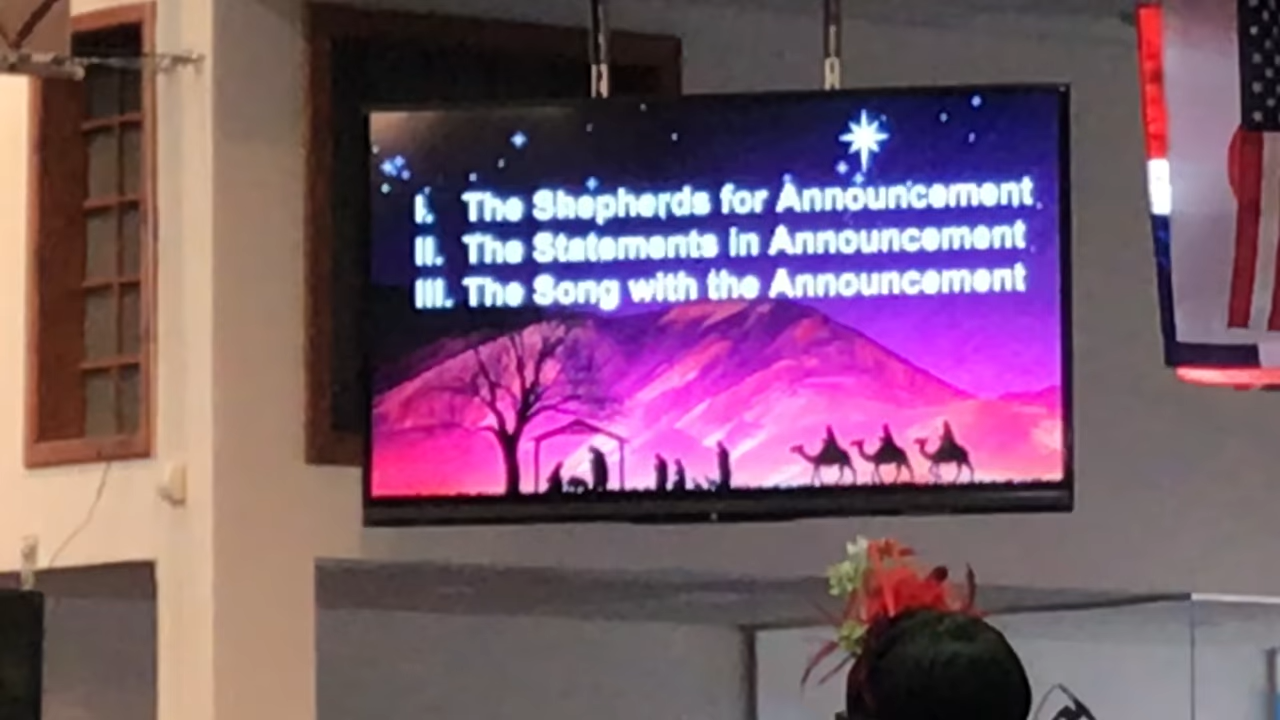 I. The Shepherds for Announcement
II. The Statements in Announcement
III. The Song with the Announcement